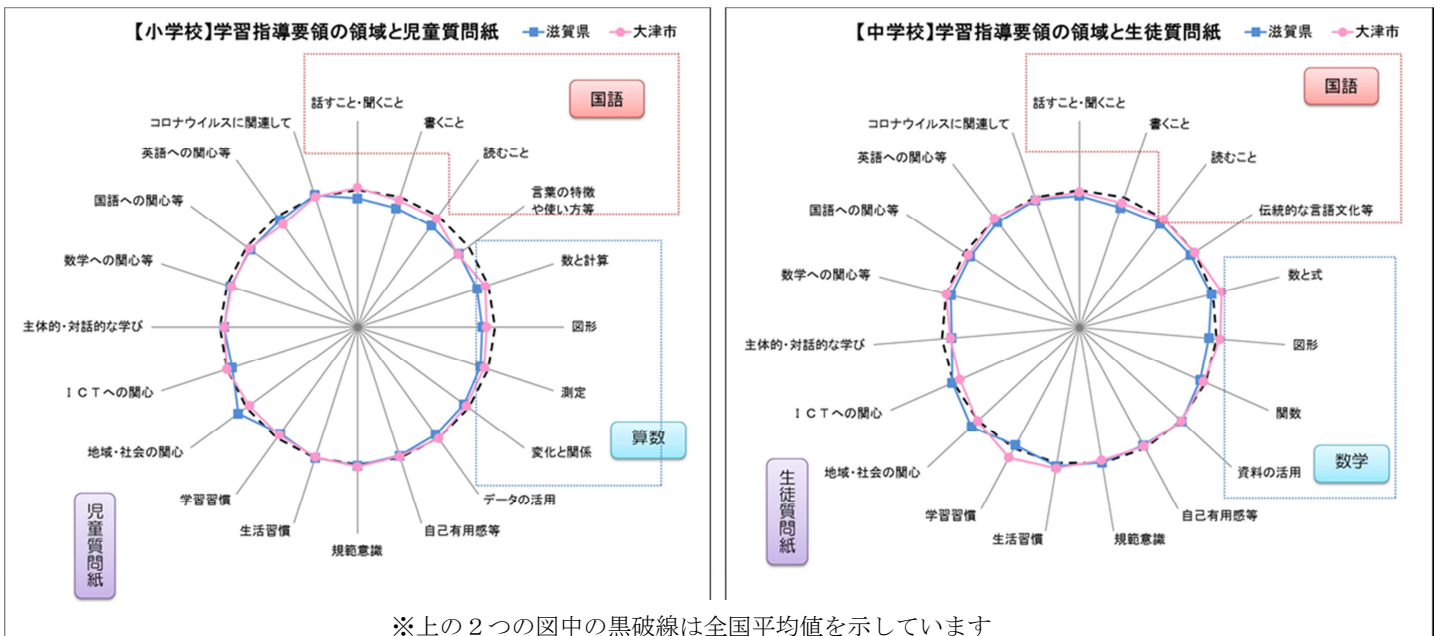 【小学校】学習指導要領の領域と児童質問紙
滋賀県
大津市
国語
話すこと・聞くこと
書くこと
読むこと
言葉の特徴
や使い方等
数と計算
図形
測定
変化と関係
データの活用
自己有用感等
規範意識
生活習慣
学習習慣
地域・社会の関心
ＩＣＴへの関心
主体的・対話的な学び
数学への関心等
国語への関心等
英語への関心等
コロナウイルスに関連して
算数
児童質問紙
【中学校】学習指導要領の領域と生徒質問紙
滋賀県
大津市
国語
話すこと・聞くこと
書くこと
読むこと
伝統的な言語文化等
数と式
図形
関数
資料の活用
自己有用感等
規範意識
生活習慣
学習習慣
地域・社会の関心
ＩＣＴへの関心
主体的・対話的な学び
数学への関心等
国語への関心等
英語への関心等
コロナウイルスに関連して
数学
生徒質問紙
※上の２つの図中の黒破線は全国平均値を示しています